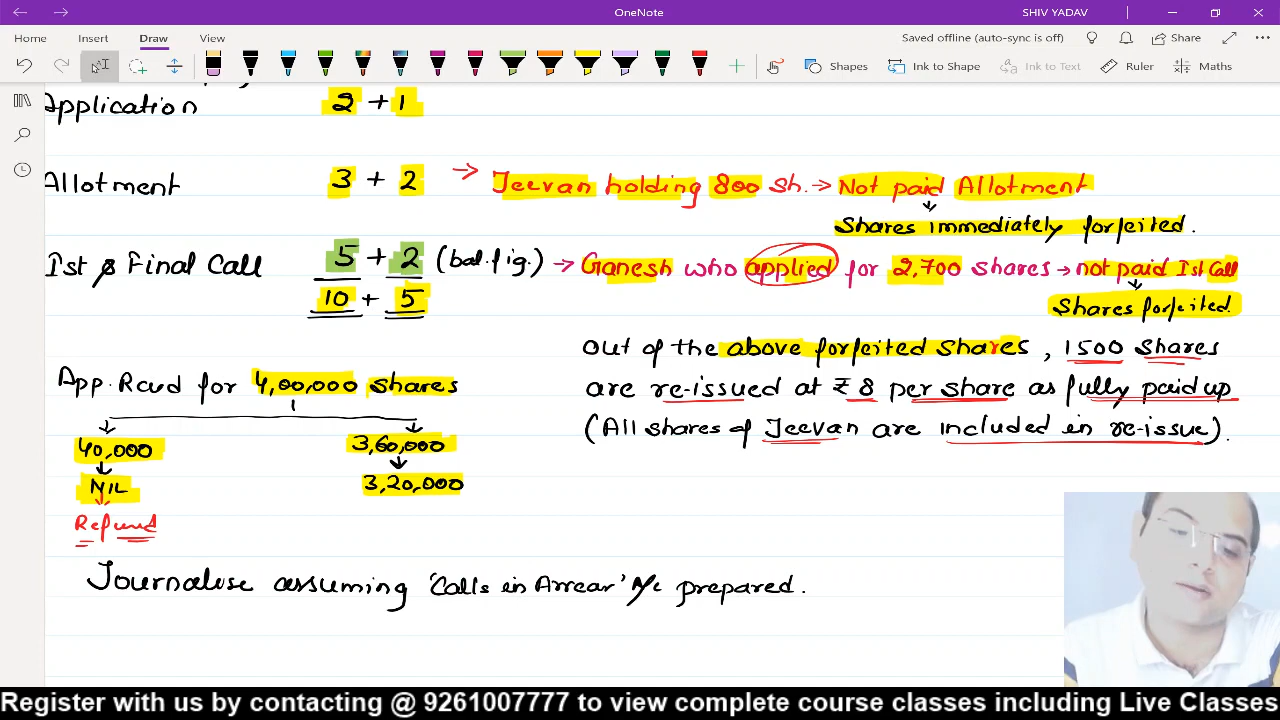 OneNote
SHIV YADAV
Home Insert Draw View
Saved offline (auto-sync is off)
Share
Shapes
Ink to Shape
Ink to Text
Ruler
Maths
Application 2 + 1
Allotment 3 + 2 → Jeevan holding 800 Sh. → Not paid Allotment
Shares immediately forfeited.
Ist & Final Call 5 + 2 (bal.fig.) → Ganesh who applied for 2,700 shares → not paid Ist Call
10 + 5
Shares forfeited.
Out of the above forfeited shares, 1500 shares
are re-issued at ₹ 8 per share as fully paid up
(All shares of Jeevan are included in re-issue).
App. Rcvd for 4,00,000 shares
40,000 3,60,000
NIL 3,20,000
Refund
Journalise assuming 'Calls in Arrear' A/c prepared.
Register with us by contacting @ 9261007777 to view complete course classes including Live Classes